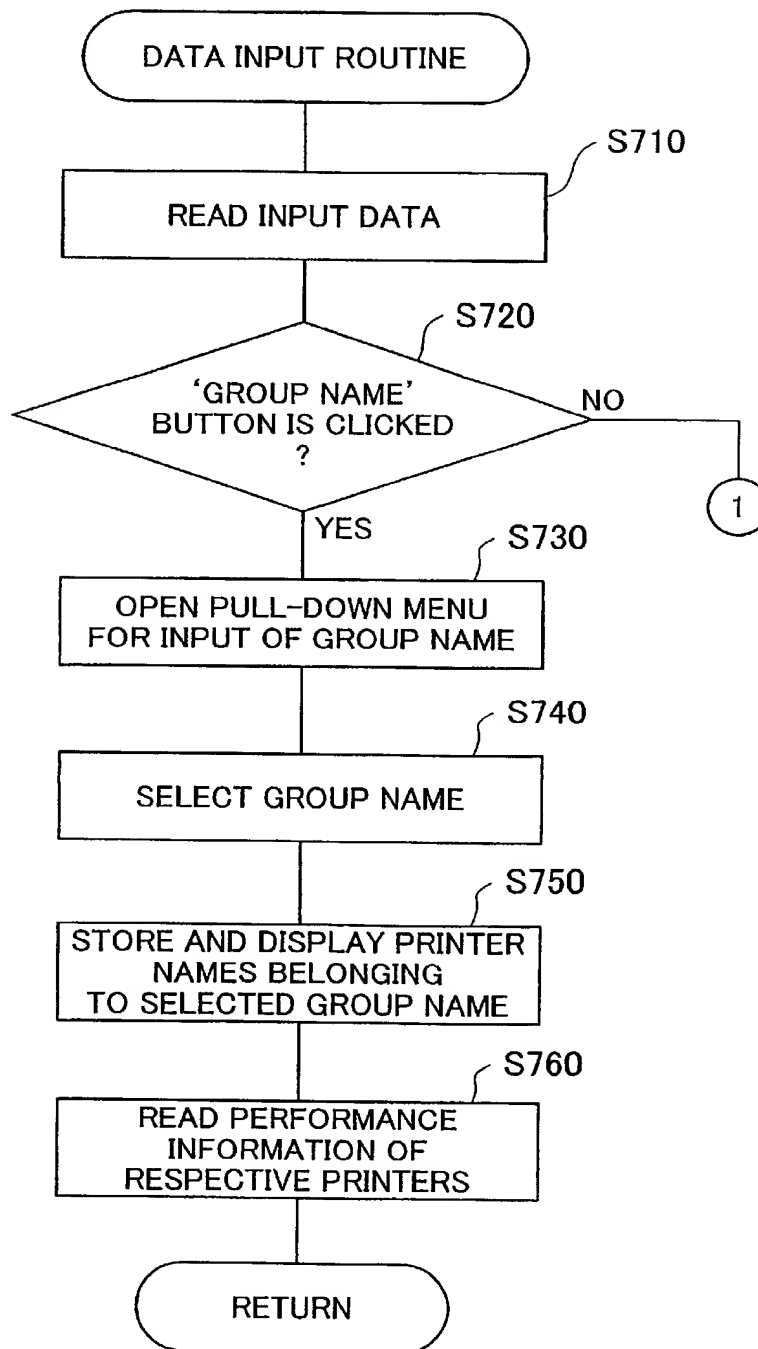 DATA INPUT ROUTINE
S710
READ INPUT DATA
S720
‘GROUP NAME’
BUTTON IS CLICKED
?
NO
1
YES
S730
OPEN PULL-DOWN MENU
FOR INPUT OF GROUP NAME
S740
SELECT GROUP NAME
S750
STORE AND DISPLAY PRINTER
NAMES BELONGING
TO SELECTED GROUP NAME
S760
READ PERFORMANCE
INFORMATION OF
RESPECTIVE PRINTERS
RETURN